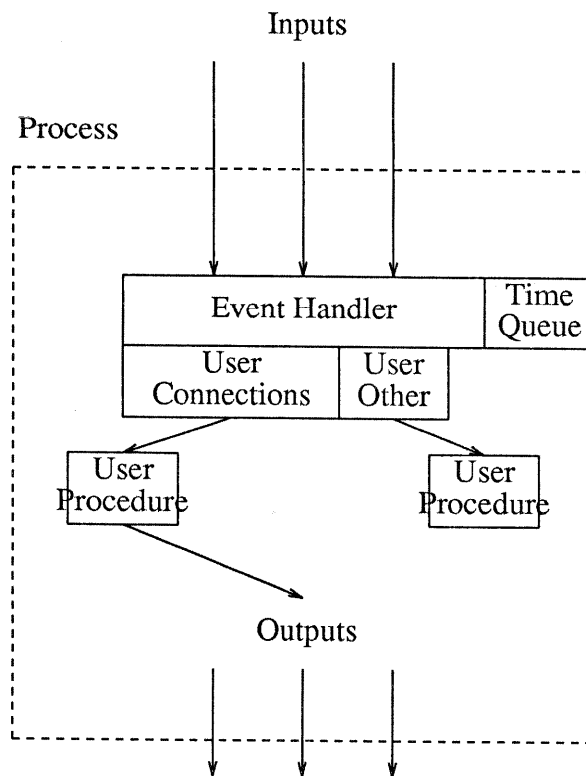 Inputs
Process
Event Handler
Time
Queue
User
Connections
User
Other
User
Procedure
User
Procedure
Outputs